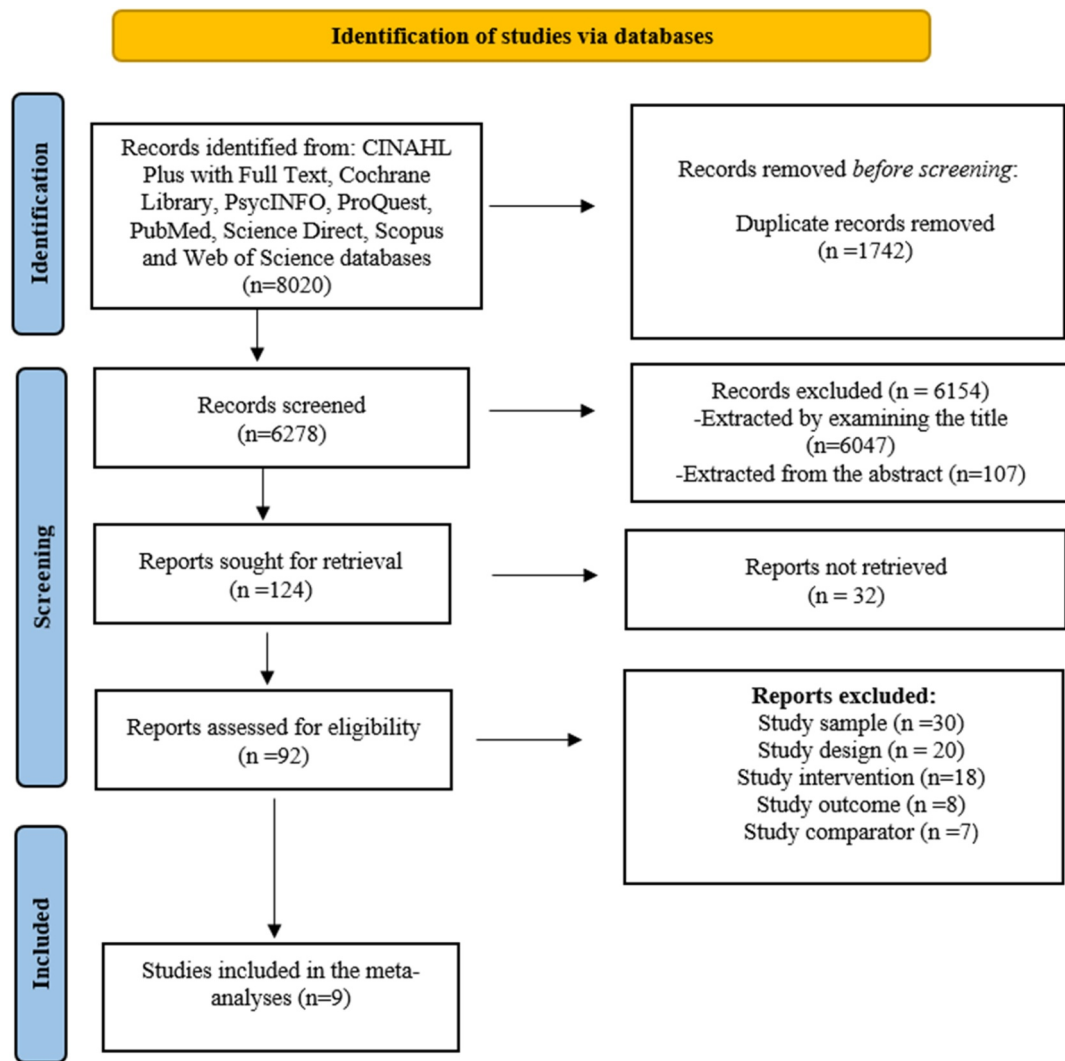 Identification of studies via databases
Identification
Records identified from: CINAHL
Plus with Full Text, Cochrane
Library, PsycINFO, ProQuest,
PubMed, Science Direct, Scopus
and Web of Science databases
(n=8020)
Records removed before screening:
Duplicate records removed
(n =1742)
Screening
Records screened
(n=6278)
Records excluded (n = 6154)
-Extracted by examining the title
(n=6047)
-Extracted from the abstract (n=107)
Reports sought for retrieval
(n =124)
Reports not retrieved
(n = 32)
Reports assessed for eligibility
(n =92)
Reports excluded:
Study sample (n =30)
Study design (n = 20)
Study intervention (n=18)
Study outcome (n =8)
Study comparator (n =7)
Included
Studies included in the meta-
analyses (n=9)